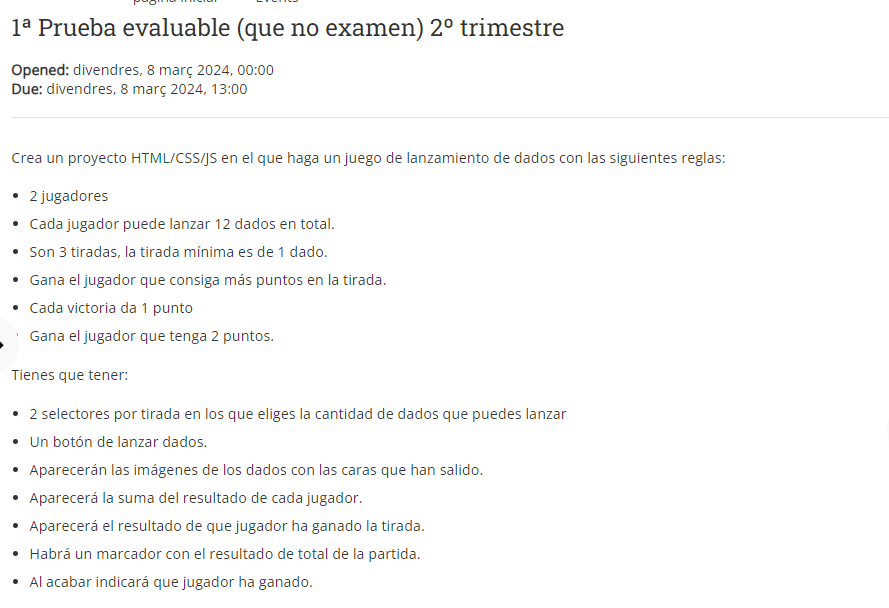 página inicial Events
1ª Prueba evaluable (que no examen) 2º trimestre
Opened: divendres, 8 març 2024, 00:00
Due: divendres, 8 març 2024, 13:00
Crea un proyecto HTML/CSS/JS en el que haga un juego de lanzamiento de dados con las siguientes reglas:
• 2 jugadores
• Cada jugador puede lanzar 12 dados en total.
• Son 3 tiradas, la tirada mínima es de 1 dado.
• Gana el jugador que consiga más puntos en la tirada.
• Cada victoria da 1 punto
• Gana el jugador que tenga 2 puntos.
Tienes que tener:
• 2 selectores por tirada en los que eliges la cantidad de dados que puedes lanzar
• Un botón de lanzar dados.
• Aparecerán las imágenes de los dados con las caras que han salido.
• Aparecerá la suma del resultado de cada jugador.
• Aparecerá el resultado de que jugador ha ganado la tirada.
• Habrá un marcador con el resultado de total de la partida.
• Al acabar indicará que jugador ha ganado.